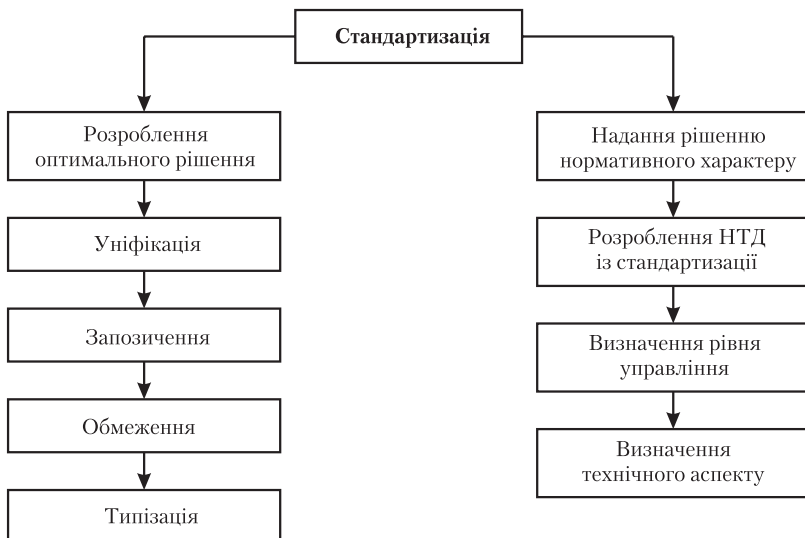 Стандартизація
Розроблення
оптимального рішення
Уніфікація
Запозичення
Обмеження
Типізація
Надання рішенню
нормативного характеру
Розроблення НТД
із стандартизації
Визначення рівня
управління
Визначення
технічного аспекту